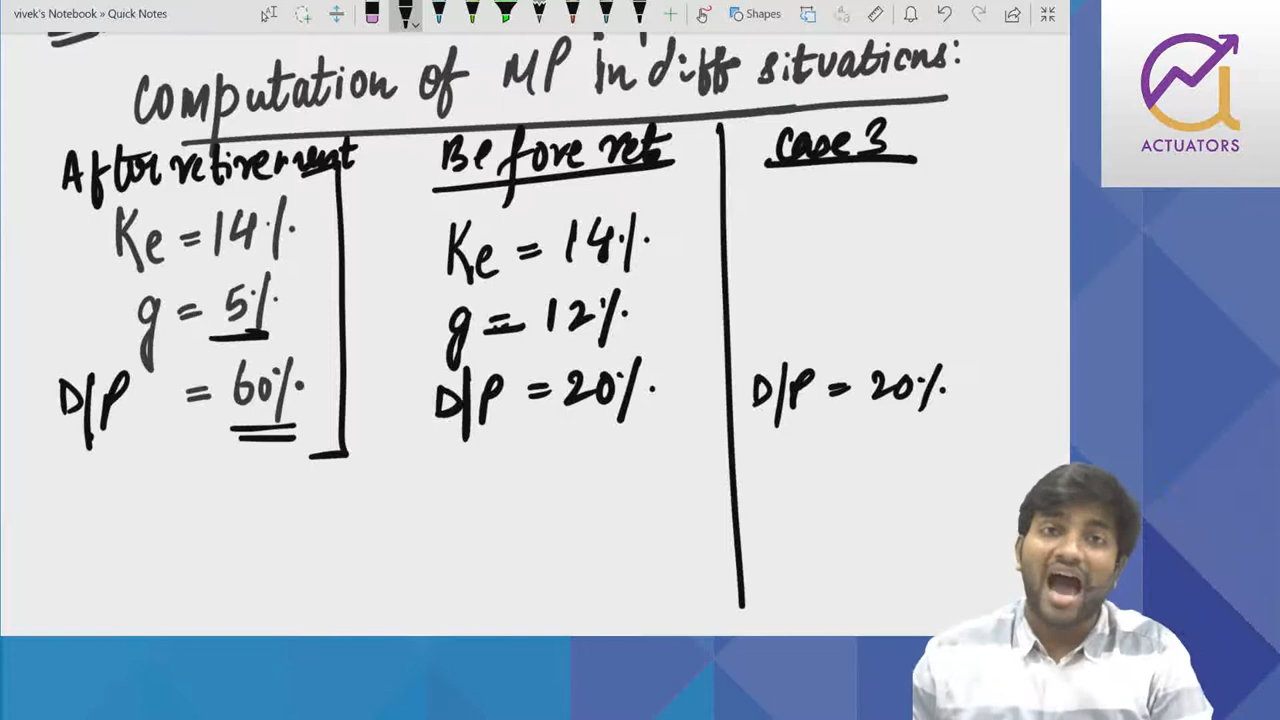 vivek's Notebook » Quick Notes
Shapes
Computation of MP in diff situations:
After retirement
Ke = 14%
g = 5%
D/P = 60%
Before ret
Ke = 14%
g = 12%
D/P = 20%
case 3
D/P = 20%
ACTUATORS